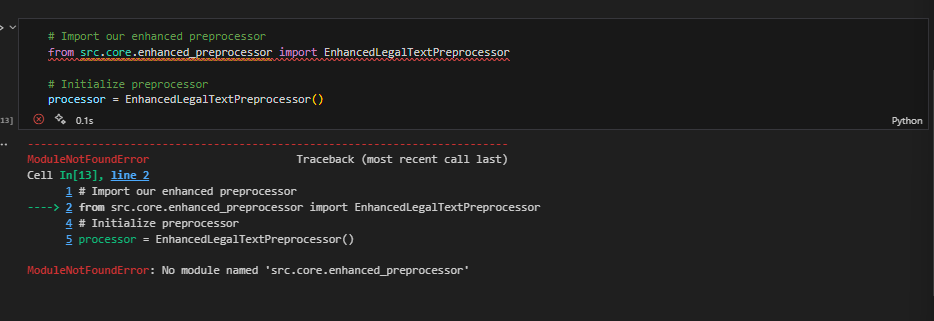 # Import our enhanced preprocessor
from src.core.enhanced_preprocessor import EnhancedLegalTextPreprocessor
# Initialize preprocessor
processor = EnhancedLegalTextPreprocessor()
13] 0.1s Python
--------------------------------------------------------------------------
ModuleNotFoundError Traceback (most recent call last)
Cell In[13], line 2
1 # Import our enhanced preprocessor
----> 2 from src.core.enhanced_preprocessor import EnhancedLegalTextPreprocessor
4 # Initialize preprocessor
5 processor = EnhancedLegalTextPreprocessor()
ModuleNotFoundError: No module named 'src.core.enhanced_preprocessor'